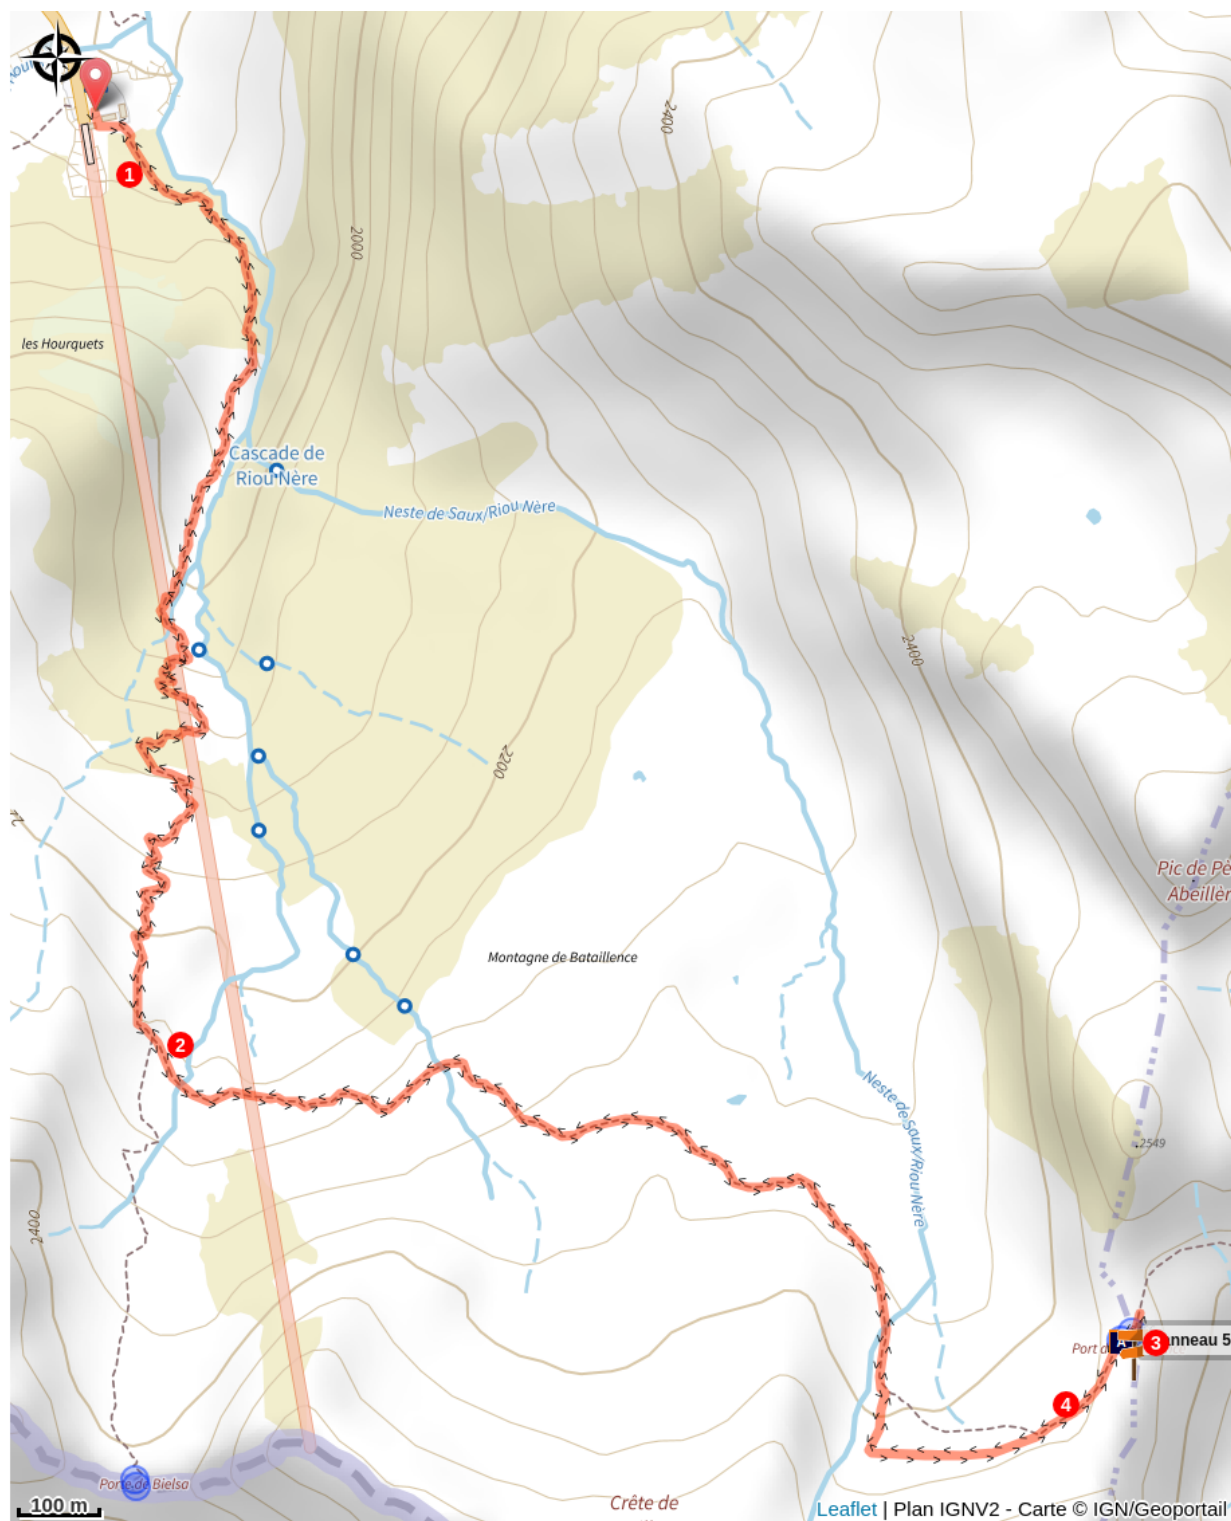 2400
1
2000
les Hourquets
Cascade de
Riou Nère
Neste de Saux/Riou Nère
2400
2200
Pic de Pè
Abeillèr
Montagne de Bataillence
2
Neste de Saux/Riou Nère
2549
2400
Port d
A
3
anneau 5
4
Porte de Bielsa
Crête de
100 m
Leaflet | Plan IGNV2 - Carte © IGN/Geoportail